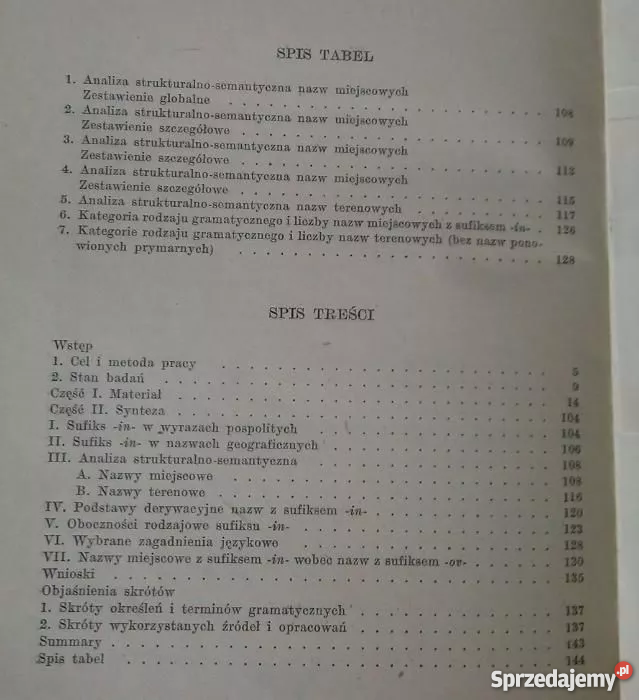 SPIS TABEL
1. Analiza strukturalno-semantyczna nazw miejscowych
Zestawienie globalne . . . . . . . . . . . . . . . . . 108
2. Analiza strukturalno-semantyczna nazw miejscowych
Zestawienie szczegółowe . . . . . . . . . . . . . . . . 109
3. Analiza strukturalno-semantyczna nazw miejscowych
Zestawienie szczegółowe . . . . . . . . . . . . . . . . 112
4. Analiza strukturalno-semantyczna nazw miejscowych
Zestawienie szczegółowe . . . . . . . . . . . . . . . . 115
5. Analiza strukturalno-semantyczna nazw terenowych . . . . . . 117
6. Kategoria rodzaju gramatycznego i liczby nazw miejscowych z sufiksem -in- . 126
7. Kategorie rodzaju gramatycznego i liczby nazw terenowych (bez nazw pono-
wionych prymarnych) . . . . . . . . . . . . . . . . 128
SPIS TREŚCI
Wstęp
1. Cel i metoda pracy . . . . . . . . . . . . . . . . 5
2. Stan badań . . . . . . . . . . . . . . . . . . . 9
Część I. Materiał . . . . . . . . . . . . . . . . . . 14
Część II. Synteza . . . . . . . . . . . . . . . . . . 104
I. Sufiks -in- w wyrazach pospolitych . . . . . . . . . . . 104
II. Sufiks -in- w nazwach geograficznych . . . . . . . . . . 106
III. Analiza strukturalno-semantyczna . . . . . . . . . . . 108
A. Nazwy miejscowe . . . . . . . . . . . . . . . . 108
B. Nazwy terenowe . . . . . . . . . . . . . . . . 116
IV. Podstawy derywacyjne nazw z sufiksem -in- . . . . . . . . 120
V. Oboczności rodzajowe sufiksu -in- . . . . . . . . . . . 123
VI. Wybrane zagadnienia językowe . . . . . . . . . . . . 128
VII. Nazwy miejscowe z sufiksem -in- wobec nazw z sufiksem -ov- . . . 130
Wnioski . . . . . . . . . . . . . . . . . . . . . 135
Objaśnienia skrótów
1. Skróty określeń i terminów gramatycznych . . . . . . . . . 137
2. Skróty wykorzystanych źródeł i opracowań . . . . . . . . . 137
Summary . . . . . . . . . . . . . . . . . . . . . 143
Spis tabel . . . . . . . . . . . . . . . . . . . . 144
Sprzedajemy.pl